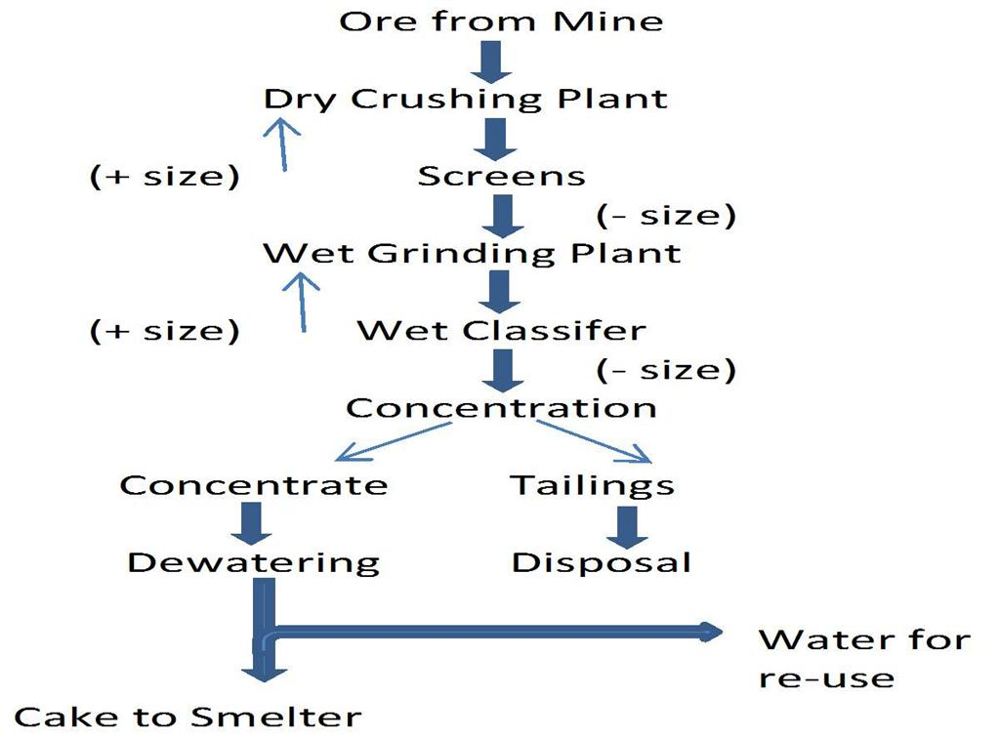 Ore from Mine
Dry Crushing Plant
(+ size)
Screens
(- size)
Wet Grinding Plant
(+ size)
Wet Classifer
(- size)
Concentration
Concentrate
Tailings
Dewatering
Disposal
Water for
re-use
Cake to Smelter